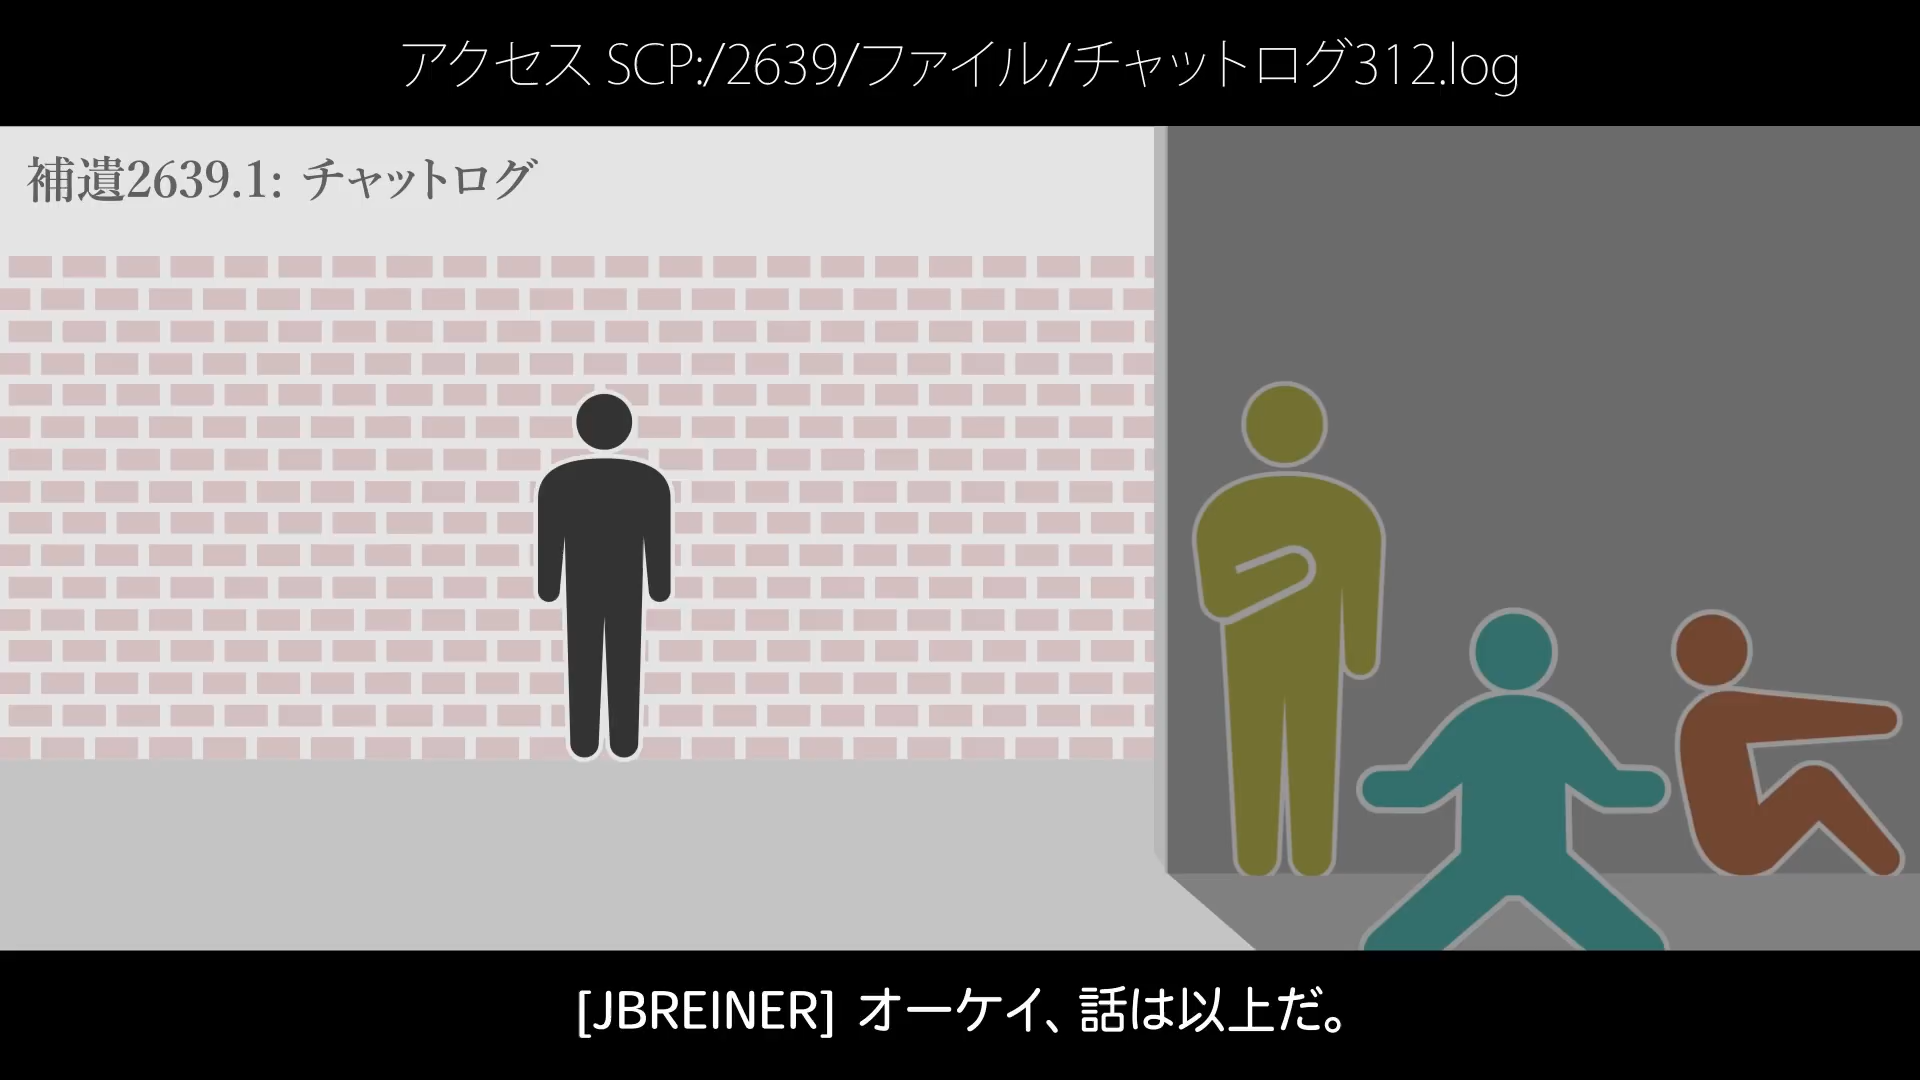 アクセス SCP:/2639/ファイル/チャットログ312.log
補遺2639.1: チャットログ
[JBREINER] オーケイ、話は以上だ。